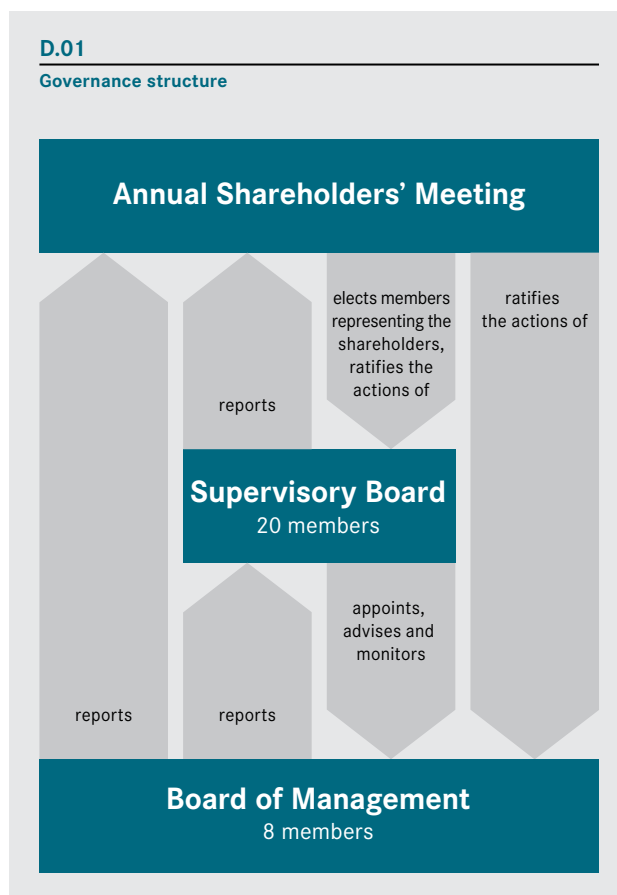 D.01
Governance structure
Annual Shareholders’ Meeting
elects members
representing the
shareholders,
ratifies the
actions of
ratifies
the actions of
reports
Supervisory Board
20 members
appoints,
advises and
monitors
reports
reports
Board of Management
8 members